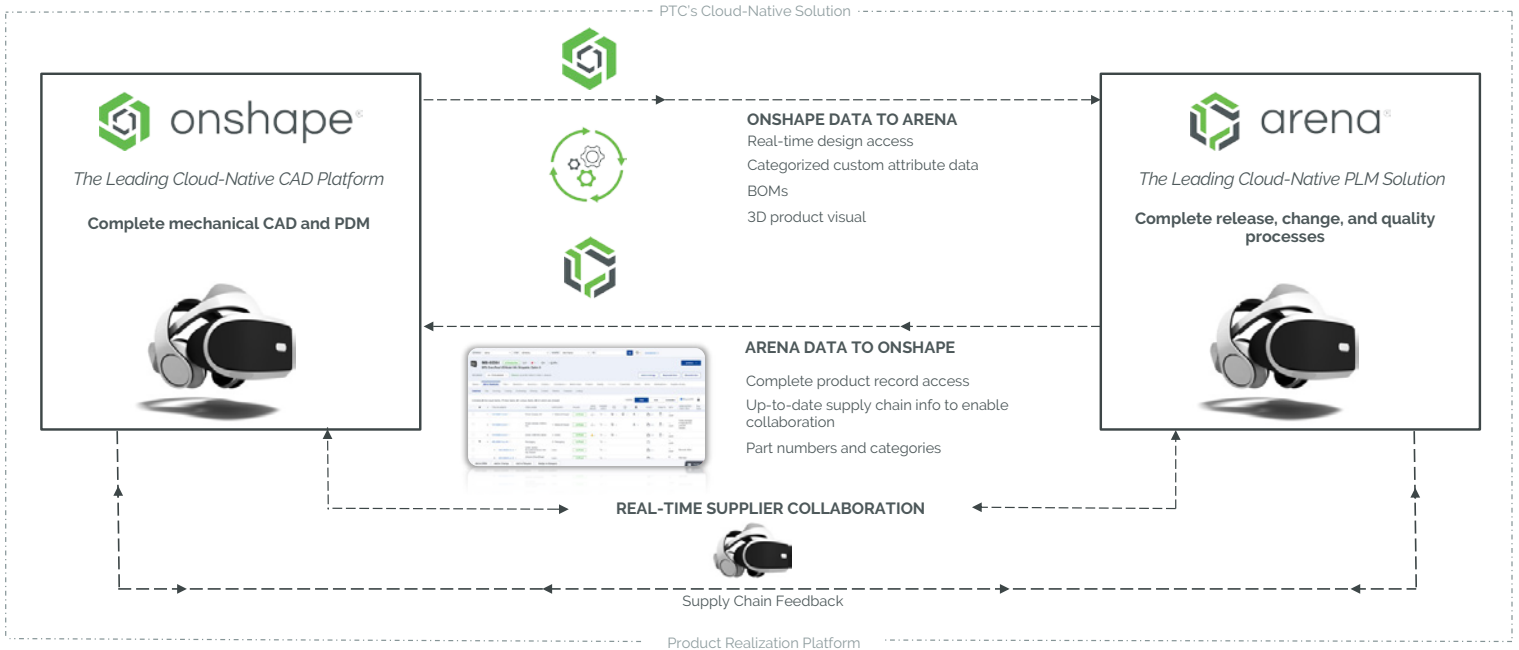 PTC's Cloud-Native Solution
onshape
The Leading Cloud-Native CAD Platform
Complete mechanical CAD and PDM
ONSHAPE DATA TO ARENA
Real-time design access
Categorized custom attribute data
BOMs
3D product visual
arena
The Leading Cloud-Native PLM Solution
Complete release, change, and quality
processes
ARENA DATA TO ONSHAPE
Complete product record access
Up-to-date supply chain info to enable
collaboration
Part numbers and categories
REAL-TIME SUPPLIER COLLABORATION
Supply Chain Feedback
Product Realization Platform